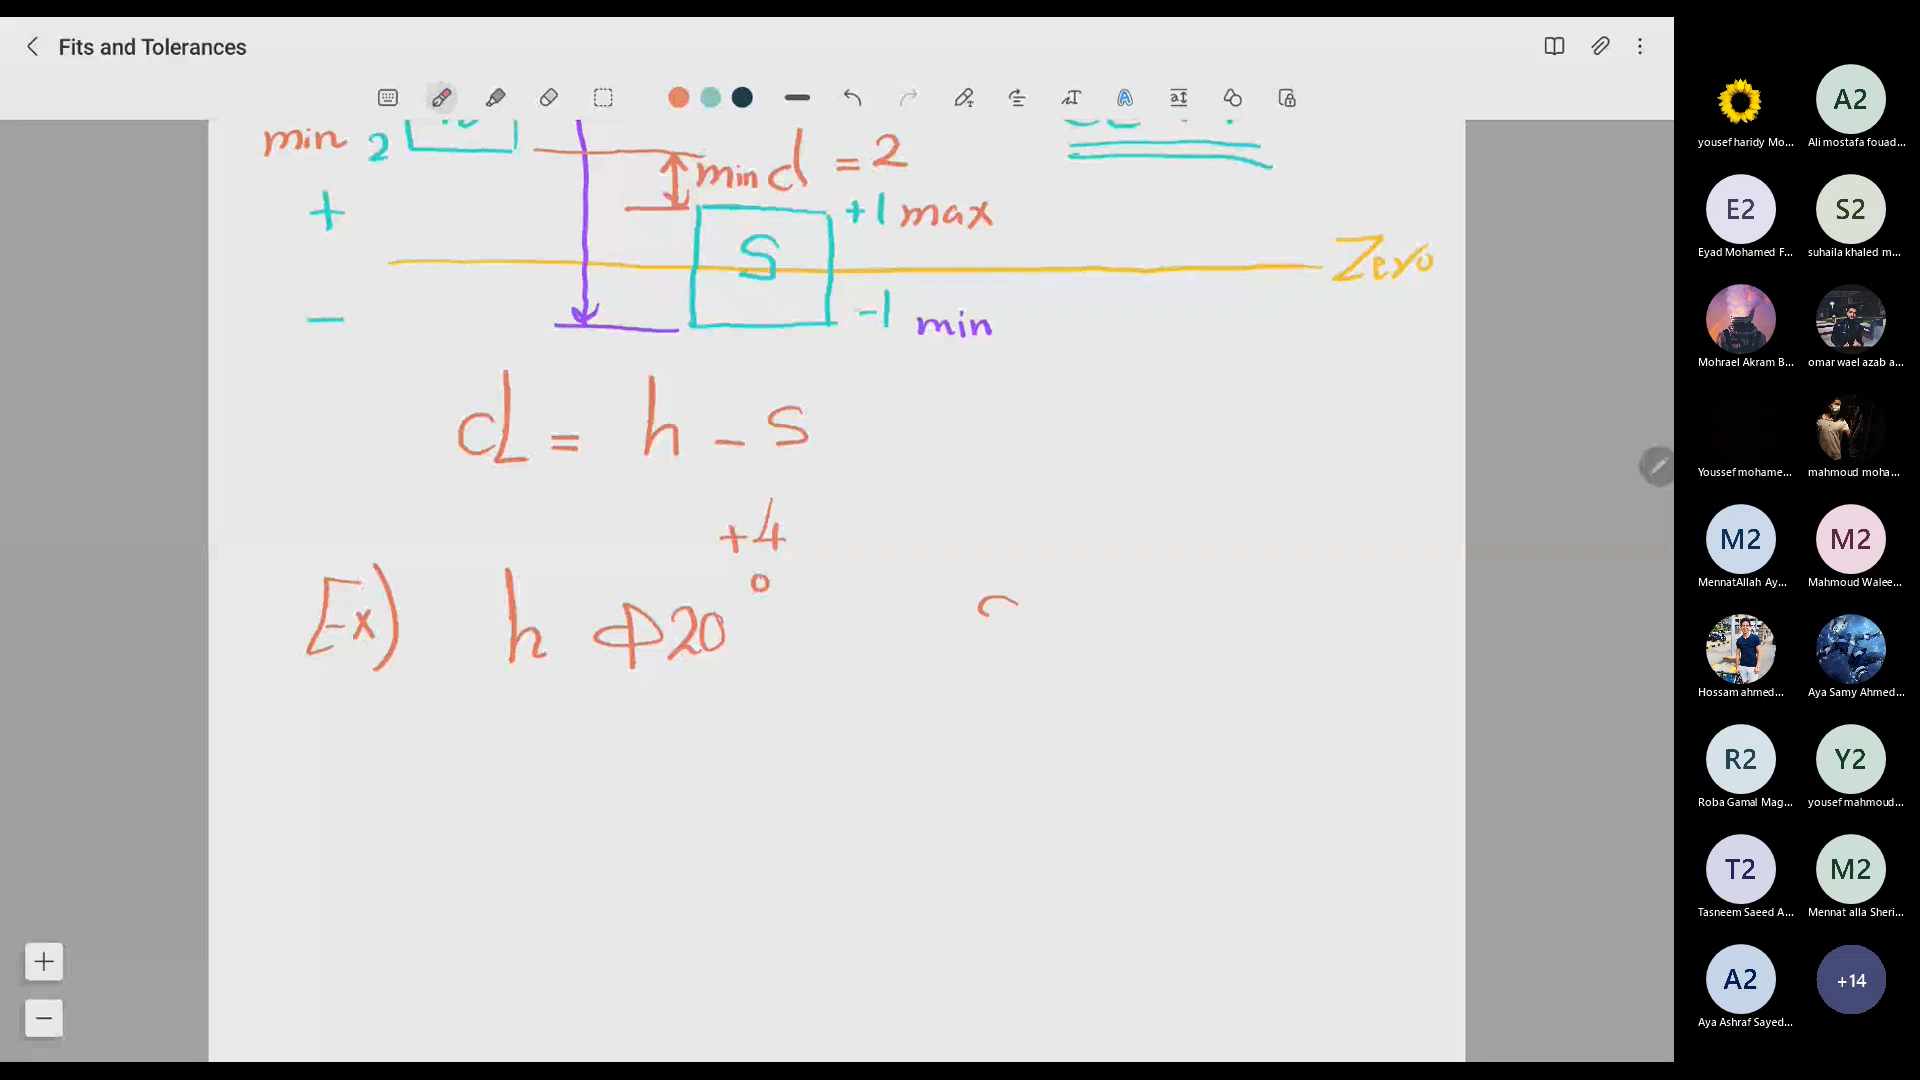 Fits and Tolerances
min 2
min cl = 2
+
+1 max
S
Zero
-
-1 min
cL = h - s
+4
0
Ex) h Φ20
yousef haridy Mo...
A2
Ali mostafa fouad...
E2
Eyad Mohamed F...
S2
suhaila khaled m...
Mohrael Akram B...
omar wael azab a...
Youssef mohame...
mahmoud moha...
M2
MennatAllah Ay...
M2
Mahmoud Walee...
Hossam ahmed...
Aya Samy Ahmed...
R2
Roba Gamal Mag...
Y2
yousef mahmoud...
T2
Tasneem Saeed A...
M2
Mennat alla Sheri...
A2
Aya Ashraf Sayed...
+14